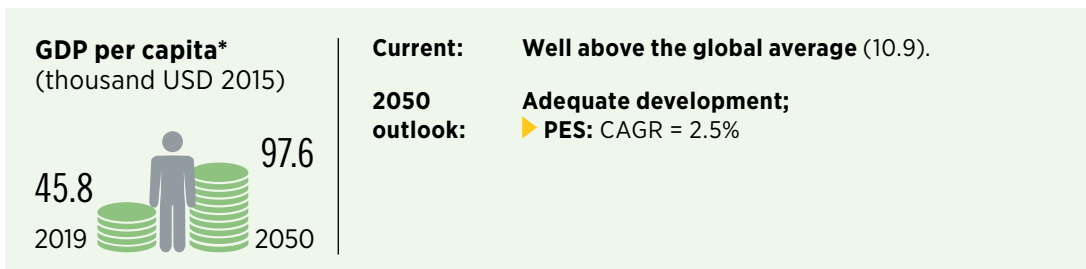 GDP per capita*
(thousand USD 2015)
45.8
2019
97.6
2050
Current: Well above the global average (10.9).
2050 Adequate development;
outlook: PES: CAGR = 2.5%